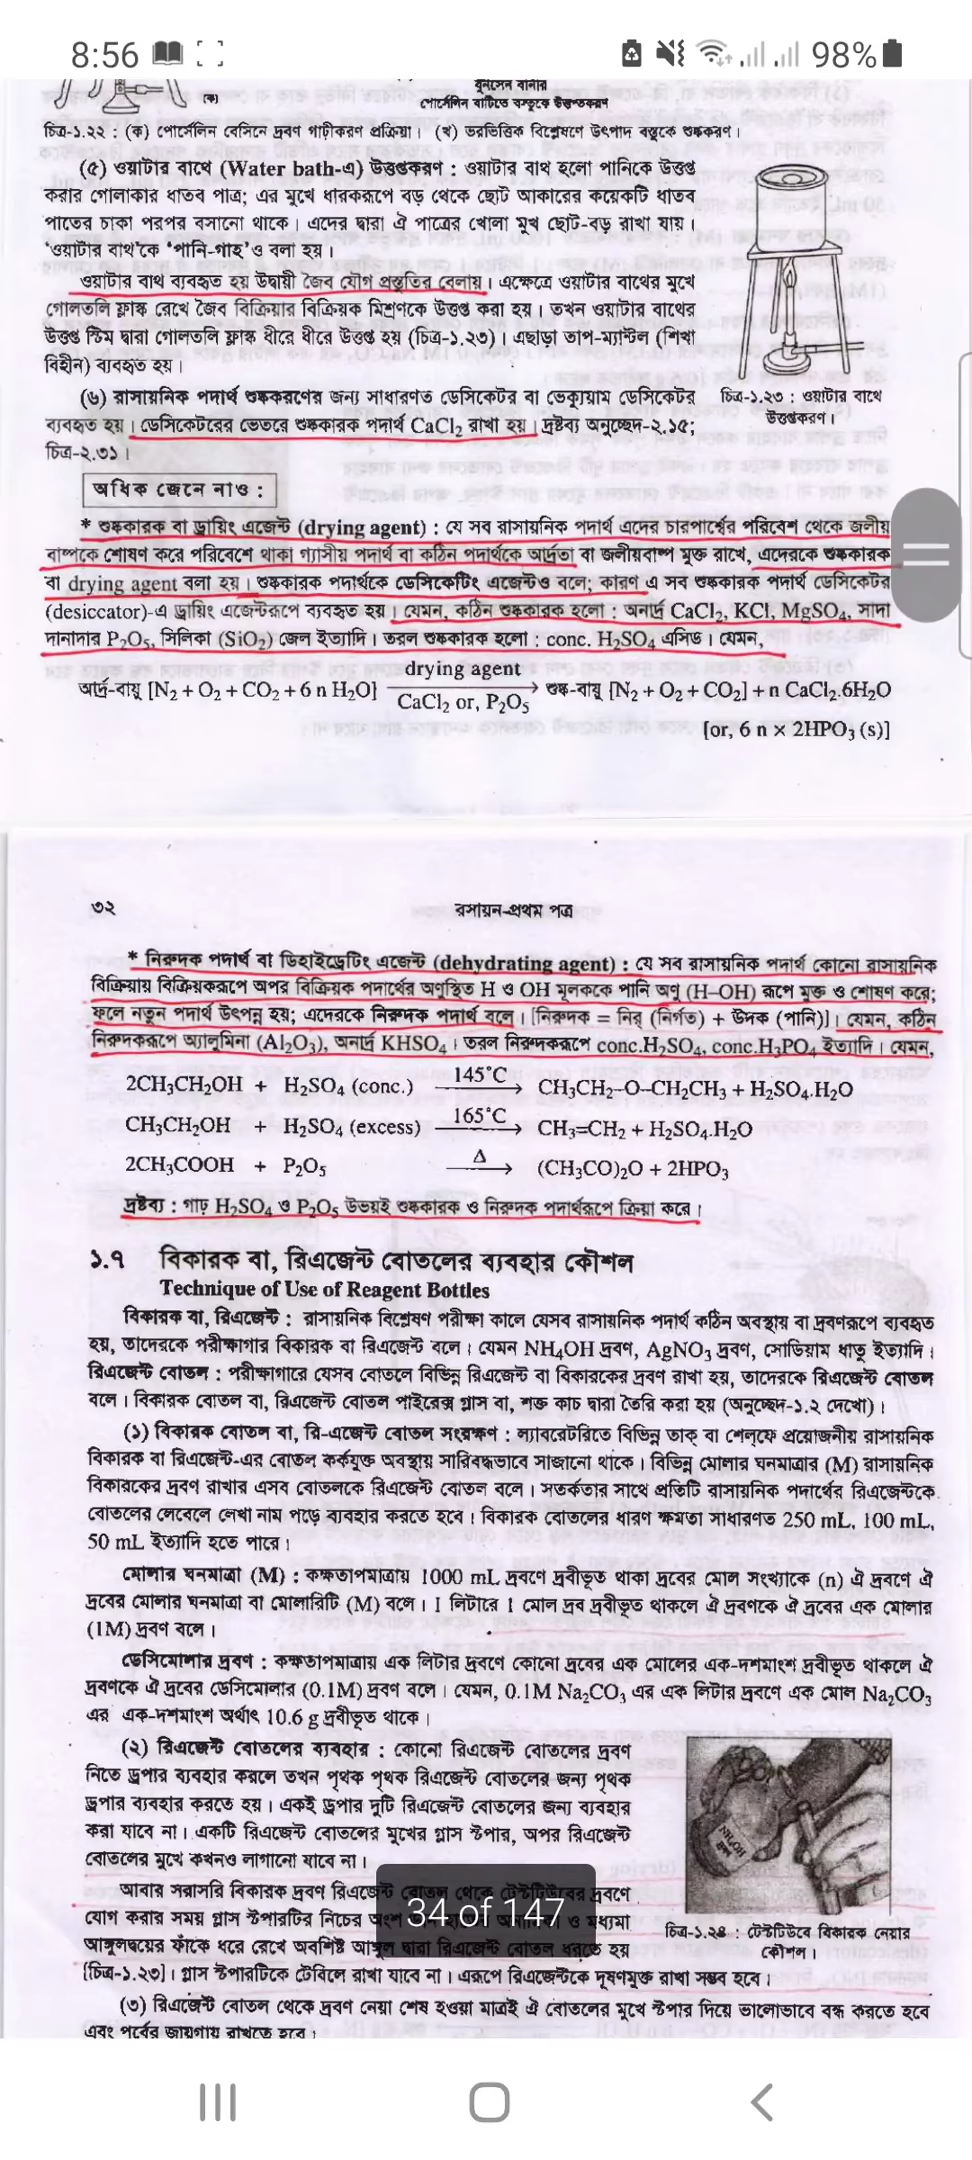 8:56
98%
(ক)
বুনসেন বার্নার
পোর্সেলিন বাটিতে বস্তুকে উত্তপ্তকরণ
চিত্র-১.২২ : (ক) পোর্সেলিন বেসিনে দ্রবণ গাঢ়ীকরণ প্রক্রিয়া। (খ) ভরভিত্তিক বিশ্লেষণে উৎপাদ বস্তুকে শুষ্ককরণ।
(৫) ওয়াটার বাথে (Water bath-এ) উত্তপ্তকরণ : ওয়াটার বাথ হলো পানিকে উত্তপ্ত
করার গোলাকার ধাতব পাত্র; এর মুখে ধারকরূপে বড় থেকে ছোট আকারের কয়েকটি ধাতব
পাতের চাকা পরপর বসানো থাকে। এদের দ্বারা ঐ পাত্রের খোলা মুখ ছোট-বড় রাখা যায়।
‘ওয়াটার বাথ’কে ‘পানি-গাহ’ও বলা হয়।
ওয়াটার বাথ ব্যবহৃত হয় উদ্বায়ী জৈব যৌগ প্রস্তুতির বেলায়। এক্ষেত্রে ওয়াটার বাথের মুখে
গোলতলি ফ্লাস্ক রেখে জৈব বিক্রিয়ার বিক্রিয়ক মিশ্রণকে উত্তপ্ত করা হয়। তখন ওয়াটার বাথের
উত্তপ্ত স্টিম দ্বারা গোলতলি ফ্লাস্ক ধীরে ধীরে উত্তপ্ত হয় (চিত্র-১.২৩)। এছাড়া তাপ-ম্যান্টল (শিখা
বিহীন) ব্যবহৃত হয়।
(৬) রাসায়নিক পদার্থ শুষ্ককরণের জন্য সাধারণত ডেসিকেটর বা ভেক্যুয়াম ডেসিকেটর
ব্যবহৃত হয়। ডেসিকেটরের ভেতরে শুষ্ককারক পদার্থ CaCl₂ রাখা হয়। দ্রষ্টব্য অনুচ্ছেদ-২.১৫;
চিত্র-২.৩১।
চিত্র-১.২৩ : ওয়াটার বাথে
উত্তপ্তকরণ।
অধিক জেনে নাও :
* শুষ্ককারক বা ড্রায়িং এজেন্ট (drying agent) : যে সব রাসায়নিক পদার্থ এদের চারপার্শ্বের পরিবেশ থেকে জলীয়
বাষ্পকে শোষণ করে পরিবেশে থাকা গ্যাসীয় পদার্থ বা কঠিন পদার্থকে আর্দ্রতা বা জলীয়বাষ্প মুক্ত রাখে, এদেরকে শুষ্ককারক
বা drying agent বলা হয়। শুষ্ককারক পদার্থকে ডেসিকেটিং এজেন্টও বলে; কারণ এ সব শুষ্ককারক পদার্থ ডেসিকেটর
(desiccator)-এ ড্রায়িং এজেন্টরূপে ব্যবহৃত হয়। যেমন, কঠিন শুষ্ককারক হলো : অনার্দ্র CaCl₂, KCl, MgSO₄, সাদা
দানাদার P₂O₅, সিলিকা (SiO₂) জেল ইত্যাদি। তরল শুষ্ককারক হলো : conc. H₂SO₄ এসিড। যেমন,
drying agent
আর্দ্র-বায়ু [N₂ + O₂ + CO₂ + 6 n H₂O] ⟶ শুষ্ক-বায়ু [N₂ + O₂ + CO₂] + n CaCl₂.6H₂O
CaCl₂ or, P₂O₅
[or, 6 n × 2HPO₃ (s)]
৩২ রসায়ন-প্রথম পত্র
* নিরুদক পদার্থ বা ডিহাইড্রেটিং এজেন্ট (dehydrating agent) : যে সব রাসায়নিক পদার্থ কোনো রাসায়নিক
বিক্রিয়ায় বিক্রিয়করূপে অপর বিক্রিয়ক পদার্থের অণুস্থিত H ও OH মূলককে পানি অণু (H–OH) রূপে মুক্ত ও শোষণ করে;
ফলে নতুন পদার্থ উৎপন্ন হয়; এদেরকে নিরুদক পদার্থ বলে। [নিরুদক = নির্ (নির্গত) + উদক (পানি)]। যেমন, কঠিন
নিরুদকরূপে অ্যালুমিনা (Al₂O₃), অনার্দ্র KHSO₄। তরল নিরুদকরূপে conc.H₂SO₄, conc.H₃PO₄ ইত্যাদি। যেমন,
2CH₃CH₂OH + H₂SO₄ (conc.) 145°C ⟶ CH₃CH₂–O–CH₂CH₃ + H₂SO₄.H₂O
CH₃CH₂OH + H₂SO₄ (excess) 165°C ⟶ CH₃=CH₂ + H₂SO₄.H₂O
2CH₃COOH + P₂O₅ Δ ⟶ (CH₃CO)₂O + 2HPO₃
দ্রষ্টব্য : গাঢ় H₂SO₄ ও P₂O₅ উভয়ই শুষ্ককারক ও নিরুদক পদার্থরূপে ক্রিয়া করে।
১.৭ বিকারক বা, রিএজেন্ট বোতলের ব্যবহার কৌশল
Technique of Use of Reagent Bottles
বিকারক বা, রিএজেন্ট : রাসায়নিক বিশ্লেষণ পরীক্ষা কালে যেসব রাসায়নিক পদার্থ কঠিন অবস্থায় বা দ্রবণরূপে ব্যবহৃত
হয়, তাদেরকে পরীক্ষাগার বিকারক বা রিএজেন্ট বলে। যেমন NH₄OH দ্রবণ, AgNO₃ দ্রবণ, সোডিয়াম ধাতু ইত্যাদি।
রিএজেন্ট বোতল : পরীক্ষাগারে যেসব বোতলে বিভিন্ন রিএজেন্ট বা বিকারকের দ্রবণ রাখা হয়, তাদেরকে রিএজেন্ট বোতল
বলে। বিকারক বোতল বা, রিএজেন্ট বোতল পাইরেক্স গ্লাস বা, শক্ত কাচ দ্বারা তৈরি করা হয় (অনুচ্ছেদ-১.২ দেখো)।
(১) বিকারক বোতল বা, রি-এজেন্ট বোতল সংরক্ষণ : ল্যাবরেটরিতে বিভিন্ন তাক্ বা শেল্‌ফে প্রয়োজনীয় রাসায়নিক
বিকারক বা রিএজেন্ট-এর বোতল কর্কযুক্ত অবস্থায় সারিবদ্ধভাবে সাজানো থাকে। বিভিন্ন মোলার ঘনমাত্রার (M) রাসায়নিক
বিকারকের দ্রবণ রাখার এসব বোতলকে রিএজেন্ট বোতল বলে। সতর্কতার সাথে প্রতিটি রাসায়নিক পদার্থের রিএজেন্টকে
বোতলের লেবেলে লেখা নাম পড়ে ব্যবহার করতে হবে। বিকারক বোতলের ধারণ ক্ষমতা সাধারণত 250 mL, 100 mL,
50 mL ইত্যাদি হতে পারে।
মোলার ঘনমাত্রা (M) : কক্ষতাপমাত্রায় 1000 mL দ্রবণে দ্রবীভূত থাকা দ্রবের মোল সংখ্যাকে (n) ঐ দ্রবণে ঐ
দ্রবের মোলার ঘনমাত্রা বা মোলারিটি (M) বলে। I লিটারে 1 মোল দ্রব দ্রবীভূত থাকলে ঐ দ্রবণকে ঐ দ্রবের এক মোলার
(1M) দ্রবণ বলে।
ডেসিমোলার দ্রবণ : কক্ষতাপমাত্রায় এক লিটার দ্রবণে কোনো দ্রবের এক মোলের এক-দশমাংশ দ্রবীভূত থাকলে ঐ
দ্রবণকে ঐ দ্রবের ডেসিমোলার (0.1M) দ্রবণ বলে। যেমন, 0.1M Na₂CO₃ এর এক লিটার দ্রবণে এক মোল Na₂CO₃
এর এক-দশমাংশ অর্থাৎ 10.6 g দ্রবীভূত থাকে।
(২) রিএজেন্ট বোতলের ব্যবহার : কোনো রিএজেন্ট বোতলের দ্রবণ
নিতে ড্রপার ব্যবহার করলে তখন পৃথক পৃথক রিএজেন্ট বোতলের জন্য পৃথক
ড্রপার ব্যবহার করতে হয়। একই ড্রপার দুটি রিএজেন্ট বোতলের জন্য ব্যবহার
করা যাবে না। একটি রিএজেন্ট বোতলের মুখের গ্লাস স্টপার, অপর রিএজেন্ট
বোতলের মুখে কখনও লাগানো যাবে না।
আবার সরাসরি বিকারক দ্রবণ রিএজেন্ট বোতল থেকে টেস্টটিউবের দ্রবণে
যোগ করার সময় গ্লাস স্টপারটির নিচের অংশ ও মধ্যমা
আঙ্গুলদ্বয়ের ফাঁকে ধরে রেখে অবশিষ্ট আঙ্গুল দ্বারা রিএজেন্ট বোতল ধরতে হয়
[চিত্র-১.২৩]। গ্লাস স্টপারটিকে টেবিলে রাখা যাবে না। এরূপে রিএজেন্টকে দূষণমুক্ত রাখা সম্ভব হবে।
34 of 147
চিত্র-১.২৪ : টেস্টটিউবে বিকারক নেয়ার
কৌশল।
(৩) রিএজেন্ট বোতল থেকে দ্রবণ নেয়া শেষ হওয়া মাত্রই ঐ বোতলের মুখে স্টপার দিয়ে ভালোভাবে বন্ধ করতে হবে
এবং পূর্বের জায়গায় রাখতে হবে।